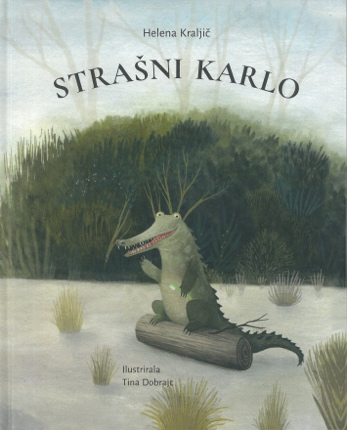 Helena Kraljič
STRAŠNI KARLO
Ilustrirala
Tina Dobrajc